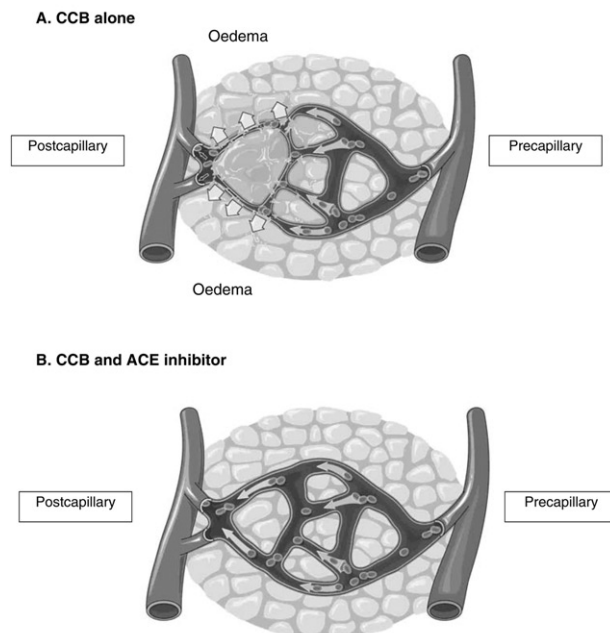 A. CCB alone
Oedema
Postcapillary
Precapillary
Oedema
B. CCB and ACE inhibitor
Postcapillary
Precapillary